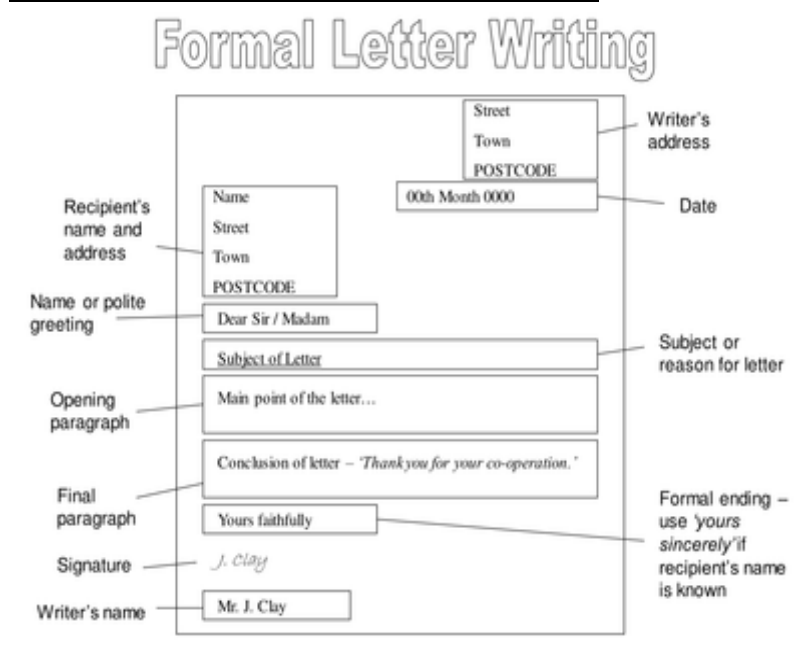 Formal Letter Writing
Street
Town
POSTCODE
Writer's
address
00th Month 0000
Date
Recipient's
name and
address
Name
Street
Town
POSTCODE
Name or polite
greeting
Dear Sir / Madam
Subject of Letter
Subject or
reason for letter
Opening
paragraph
Main point of the letter…
Final
paragraph
Conclusion of letter – 'Thank you for your co-operation.'
Yours faithfully
Formal ending –
use 'yours
sincerely' if
recipient's name
is known
Signature
J. Clay
Writer's name
Mr. J. Clay